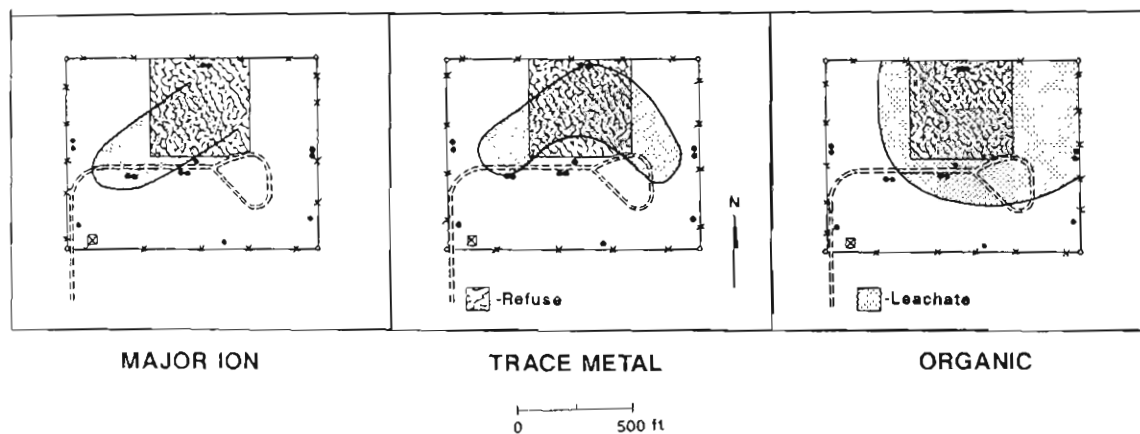 N
-Refuse
-Leachate
MAJOR ION
TRACE METAL
ORGANIC
0 500 ft